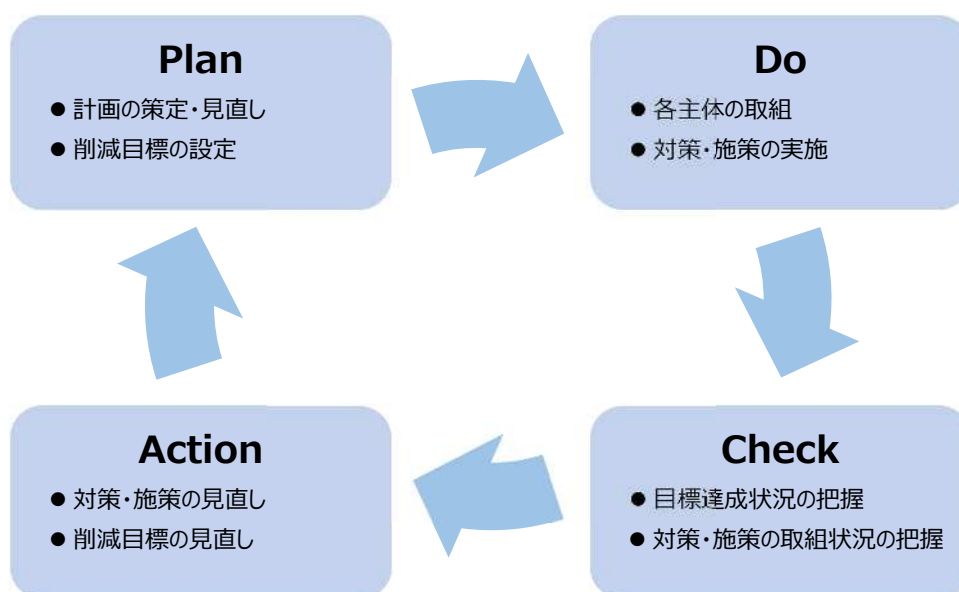 Plan
● 計画の策定・見直し
● 削減目標の設定
Do
● 各主体の取組
● 対策・施策の実施
Check
● 目標達成状況の把握
● 対策・施策の取組状況の把握
Action
● 対策・施策の見直し
● 削減目標の見直し